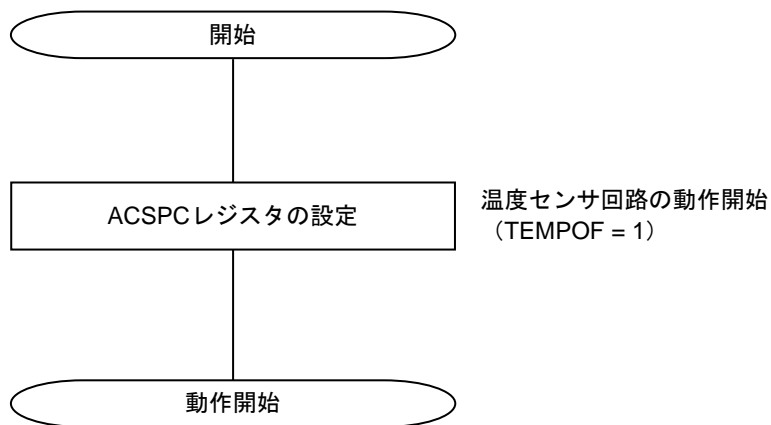 開始
ACSPCレジスタの設定
温度センサ回路の動作開始
（TEMPOF = 1）
動作開始